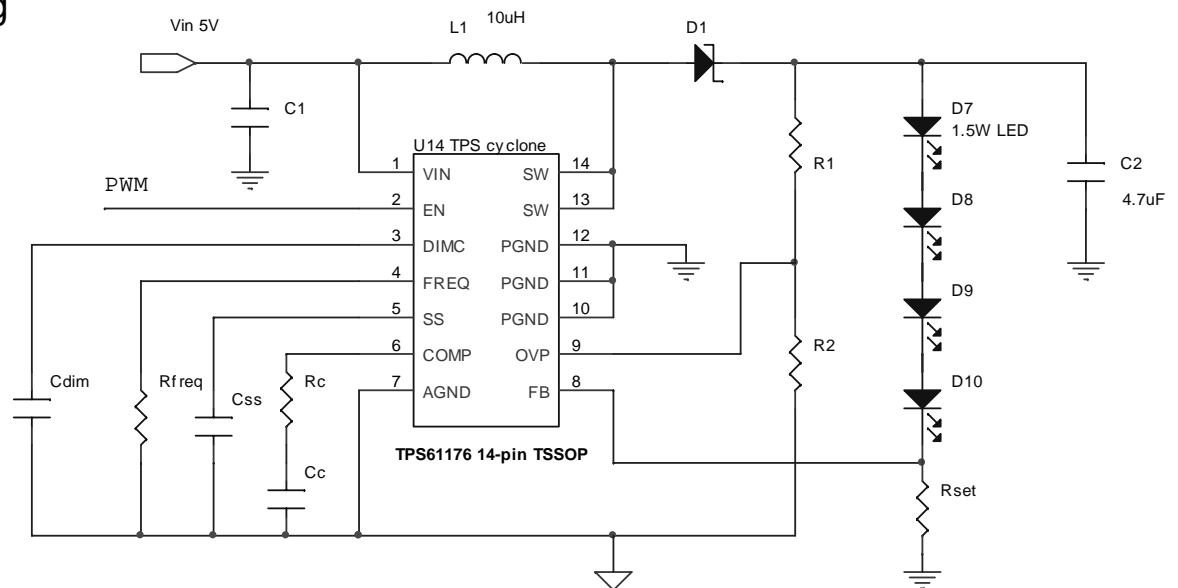 g
Vin 5V
L1
10uH
D1
C1
U14 TPS cyclone
PWM
1
VIN
SW
14
2
EN
SW
13
3
DIMC
PGND
12
4
FREQ
PGND
11
5
SS
PGND
10
6
COMP
OVP
9
7
AGND
FB
8
TPS61176 14-pin TSSOP
R1
R2
D7
1.5W LED
D8
D9
D10
C2
4.7uF
Cdim
Rfreq
Css
Rc
Cc
Rset